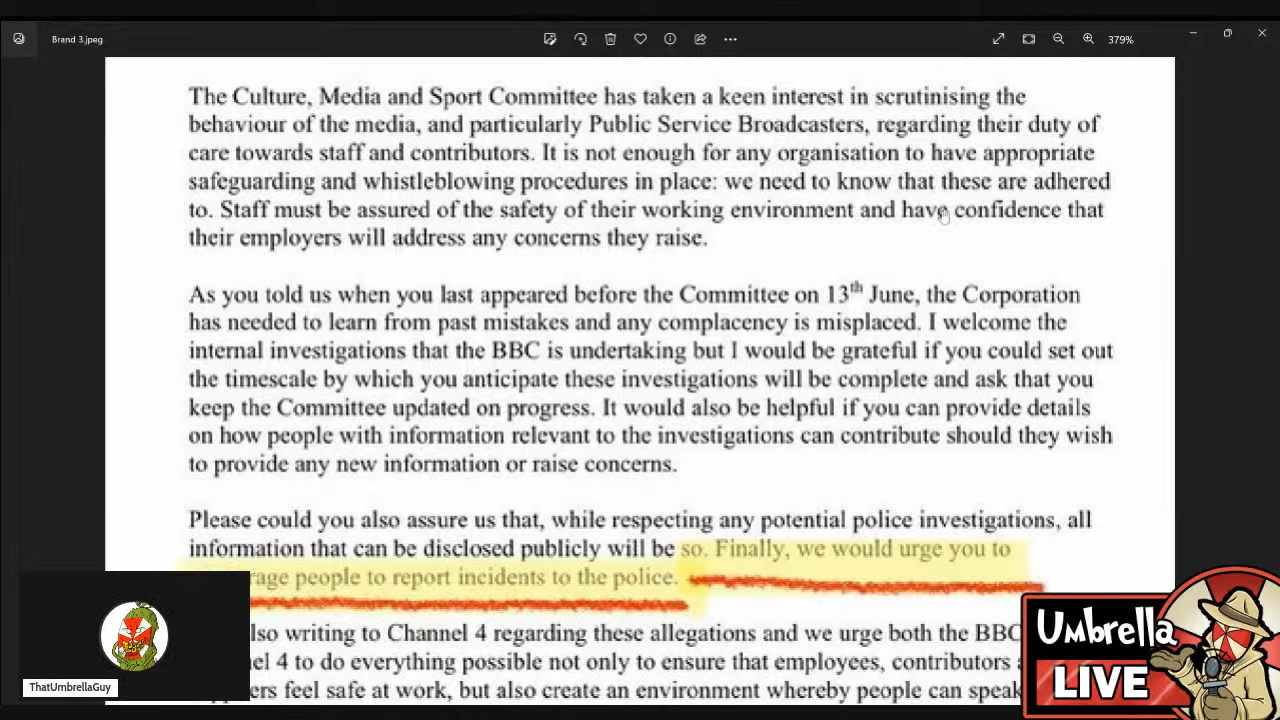 Brand 3.jpeg
379%
The Culture, Media and Sport Committee has taken a keen interest in scrutinising the
behaviour of the media, and particularly Public Service Broadcasters, regarding their duty of
care towards staff and contributors. It is not enough for any organisation to have appropriate
safeguarding and whistleblowing procedures in place: we need to know that these are adhered
to. Staff must be assured of the safety of their working environment and have confidence that
their employers will address any concerns they raise.
As you told us when you last appeared before the Committee on 13th June, the Corporation
has needed to learn from past mistakes and any complacency is misplaced. I welcome the
internal investigations that the BBC is undertaking but I would be grateful if you could set out
the timescale by which you anticipate these investigations will be complete and ask that you
keep the Committee updated on progress. It would also be helpful if you can provide details
on how people with information relevant to the investigations can contribute should they wish
to provide any new information or raise concerns.
Please could you also assure us that, while respecting any potential police investigations, all
information that can be disclosed publicly will be so. Finally, we would urge you to
rage people to report incidents to the police.
lso writing to Channel 4 regarding these allegations and we urge both the BBC
el 4 to do everything possible not only to ensure that employees, contributors
ers feel safe at work, but also create an environment whereby people can speak
ThatUmbrellaGuy
Umbrella
LIVE